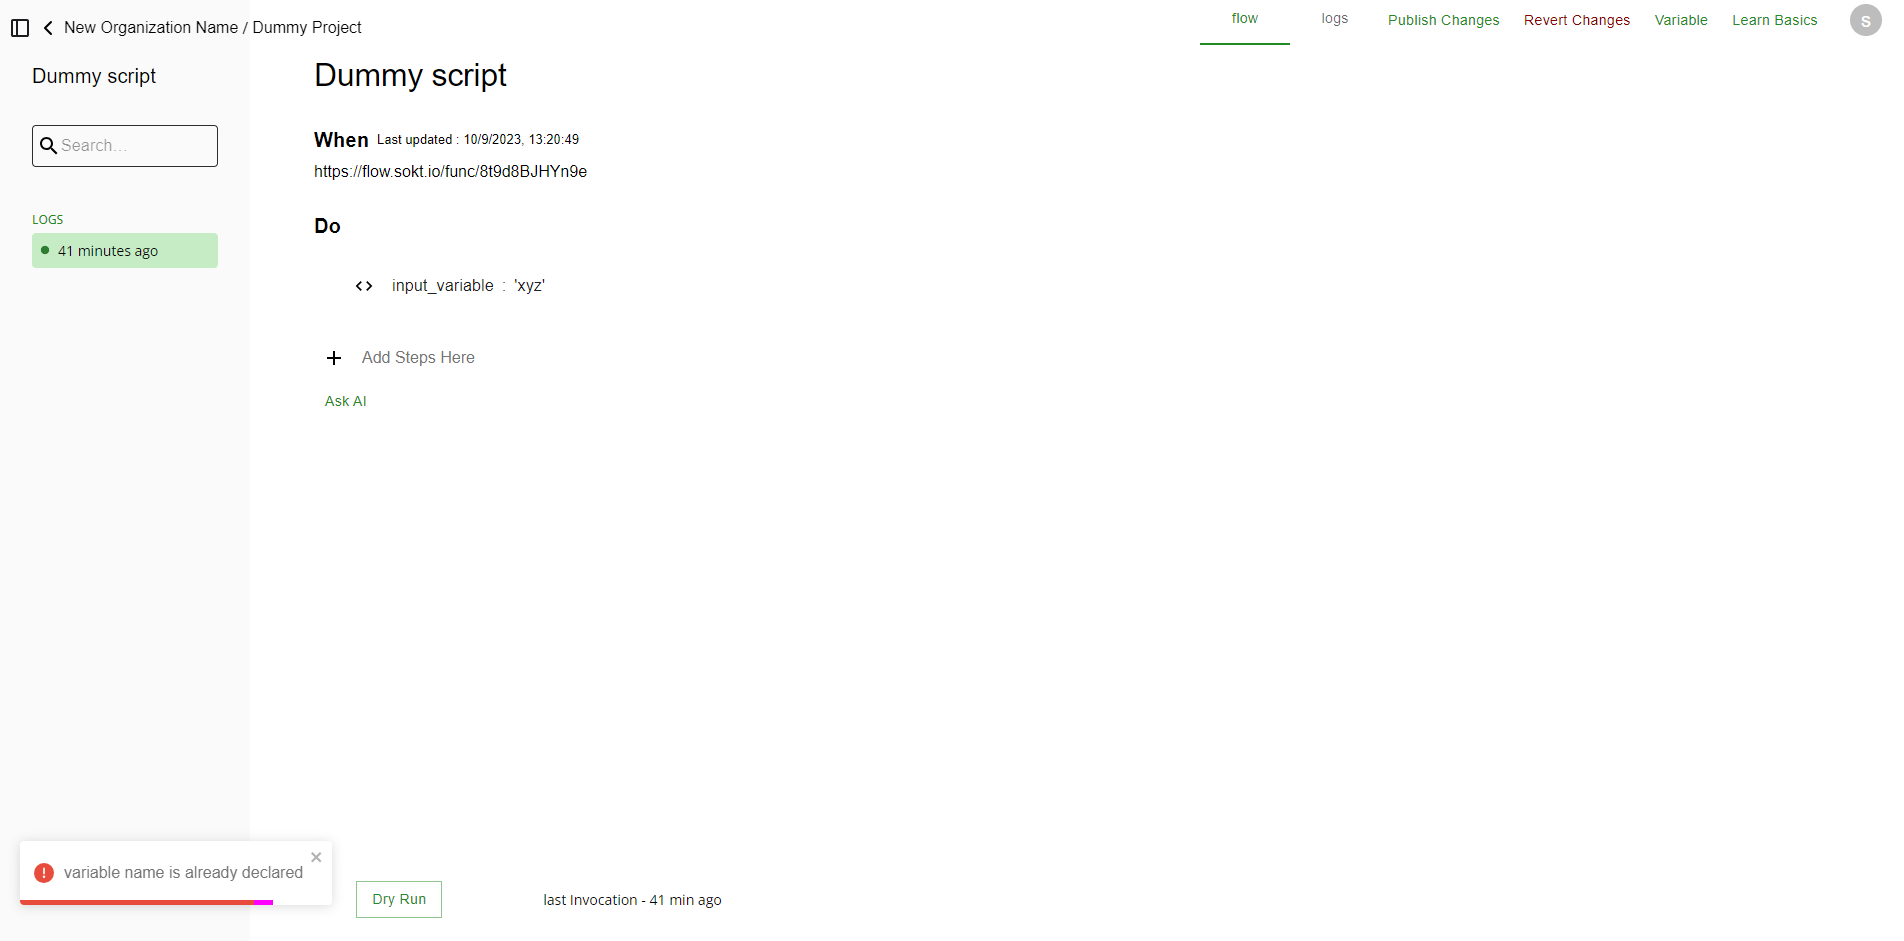 New Organization Name / Dummy Project
flow
logs
Publish Changes
Revert Changes
Variable
Learn Basics
S
Dummy script
Search...
LOGS
41 minutes ago
Dummy script
When Last updated : 10/9/2023, 13:20:49
https://flow.sokt.io/func/8t9d8BJHYn9e
Do
input_variable : 'xyz'
Add Steps Here
Ask AI
variable name is already declared
Dry Run
last Invocation - 41 min ago